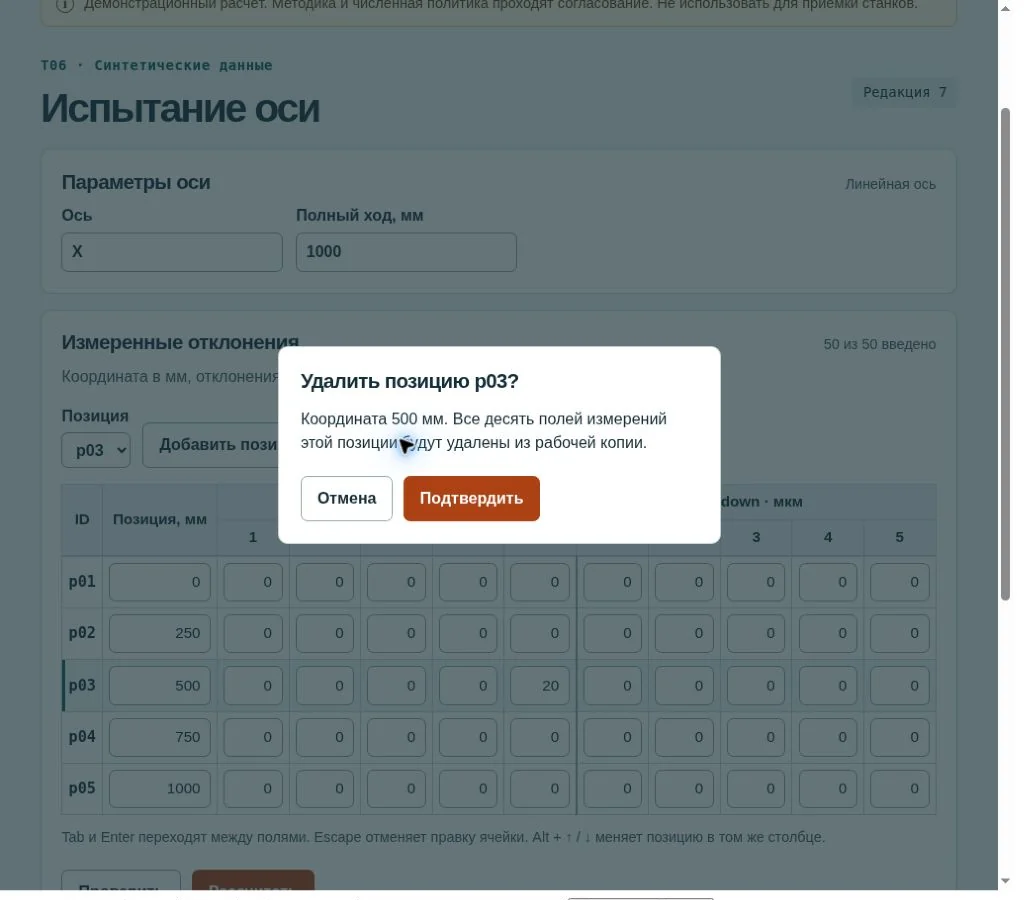 Демонстрационный расчёт. Методика и численная политика проходят согласование. Не использовать для приёмки станков.
T06 · Синтетические данные
Испытание оси
Редакция 7
Параметры оси
Линейная ось
Ось
Полный ход, мм
X
1000
Измеренные отклонения
50 из 50 введено
Координата в мм, отклонения
Позиция
p03
Добавить пози
Удалить позицию p03?
Координата 500 мм. Все десять полей измерений
этой позиции будут удалены из рабочей копии.
Отмена
Подтвердить
ID
Позиция, мм
down · мкм
1
3
4
5
p01 0 0 0 0 0 0 0 0 0 0 0
p02 250 0 0 0 0 0 0 0 0 0 0
p03 500 0 0 0 0 20 0 0 0 0 0
p04 750 0 0 0 0 0 0 0 0 0 0
p05 1000 0 0 0 0 0 0 0 0 0 0
Tab и Enter переходят между полями. Escape отменяет правку ячейки. Alt + ↑ / ↓ меняет позицию в том же столбце.